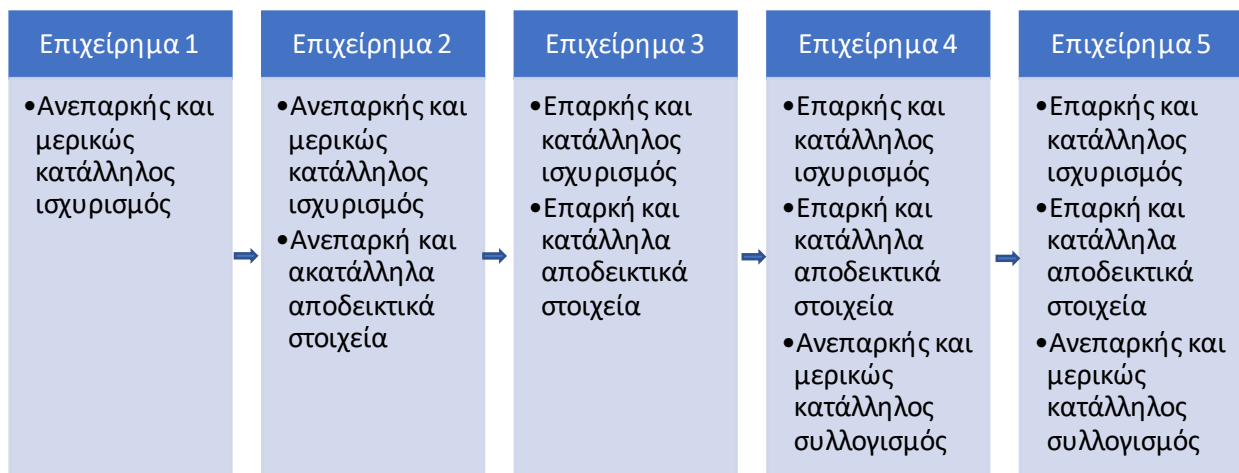 Επιχείρημα 1
•Ανεπαρκής και
μερικώς
κατάλληλος
ισχυρισμός
Επιχείρημα 2
•Ανεπαρκής και
μερικώς
κατάλληλος
ισχυρισμός
•Ανεπαρκή και
ακατάλληλα
αποδεικτικά
στοιχεία
Επιχείρημα 3
•Επαρκής και
κατάλληλος
ισχυρισμός
•Επαρκή και
κατάλληλα
αποδεικτικά
στοιχεία
Επιχείρημα 4
•Επαρκής και
κατάλληλος
ισχυρισμός
•Επαρκή και
κατάλληλα
αποδεικτικά
στοιχεία
•Ανεπαρκής και
μερικώς
κατάλληλος
συλλογισμός
Επιχείρημα 5
•Επαρκής και
κατάλληλος
ισχυρισμός
•Επαρκή και
κατάλληλα
αποδεικτικά
στοιχεία
•Ανεπαρκής και
μερικώς
κατάλληλος
συλλογισμός